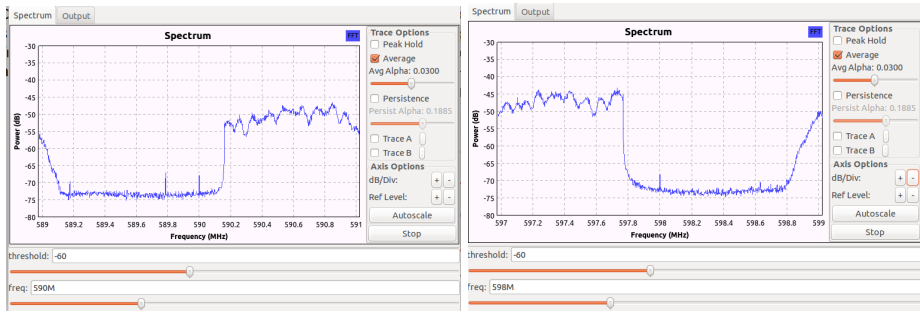 Spectrum Output
Spectrum
FFT
Power (dB)
-30
-35
-40
-45
-50
-55
-60
-65
-70
-75
-80
589 589.2 589.4 589.6 589.8 590 590.2 590.4 590.6 590.8 591
Frequency (MHz)
Trace Options
Peak Hold
Average
Avg Alpha: 0.0300
Persistence
Persist Alpha: 0.1885
Trace A
Trace B
Axis Options
dB/Div: + -
Ref Level: + -
Autoscale
Stop
threshold: -60
freq: 590M
Spectrum Output
Spectrum
FFT
Power (dB)
-30
-35
-40
-45
-50
-55
-60
-65
-70
-75
-80
597 597.2 597.4 597.6 597.8 598 598.2 598.4 598.6 598.8 599
Frequency (MHz)
Trace Options
Peak Hold
Average
Avg Alpha: 0.0300
Persistence
Persist Alpha: 0.1885
Trace A
Trace B
Axis Options
dB/Div: + -
Ref Level: + -
Autoscale
Stop
threshold: -60
freq: 598M